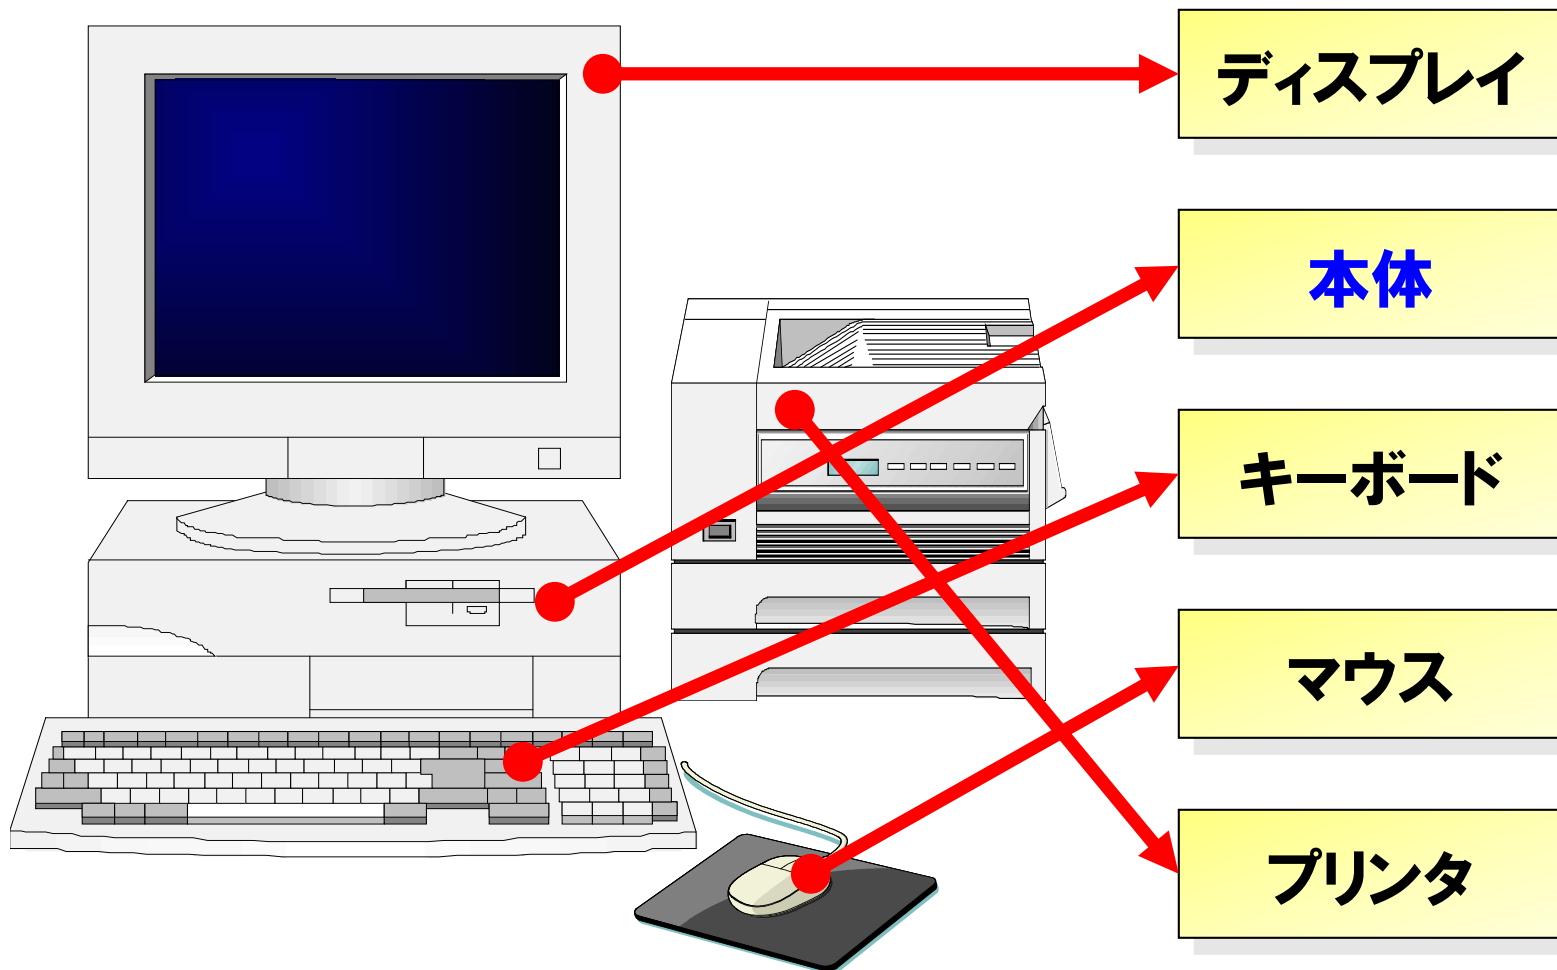 ディスプレイ
本体
キーボード
マウス
プリンタ